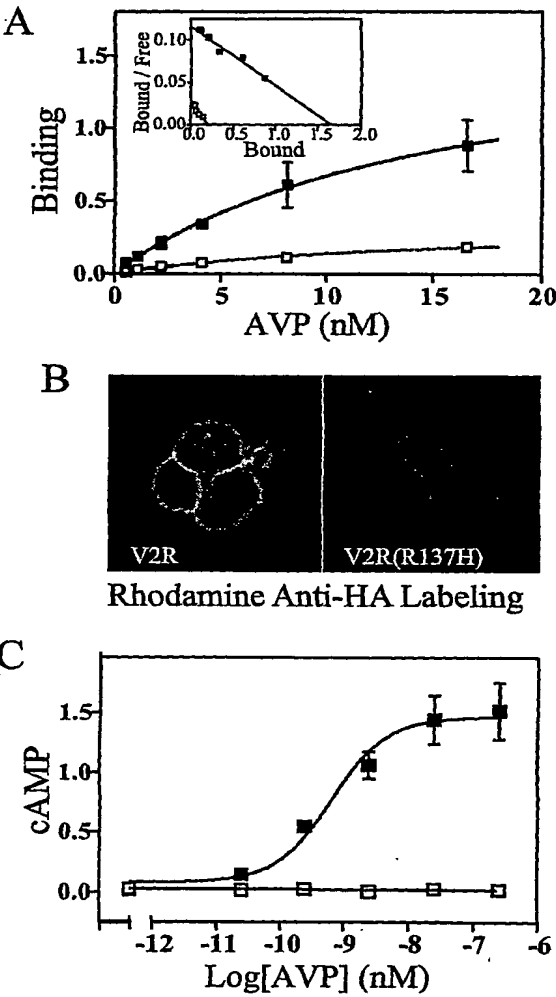 A
Binding
1.5
1.0
0.5
0.0
0 5 10 15 20
AVP (nM)
Bound / Free
0.10
0.05
0.00
0.0 0.5 1.0 1.5 2.0
Bound
B
V2R
V2R(R137H)
Rhodamine Anti-HA Labeling
C
cAMP
1.5
1.0
0.5
0.0
-12 -11 -10 -9 -8 -7 -6
Log[AVP] (nM)